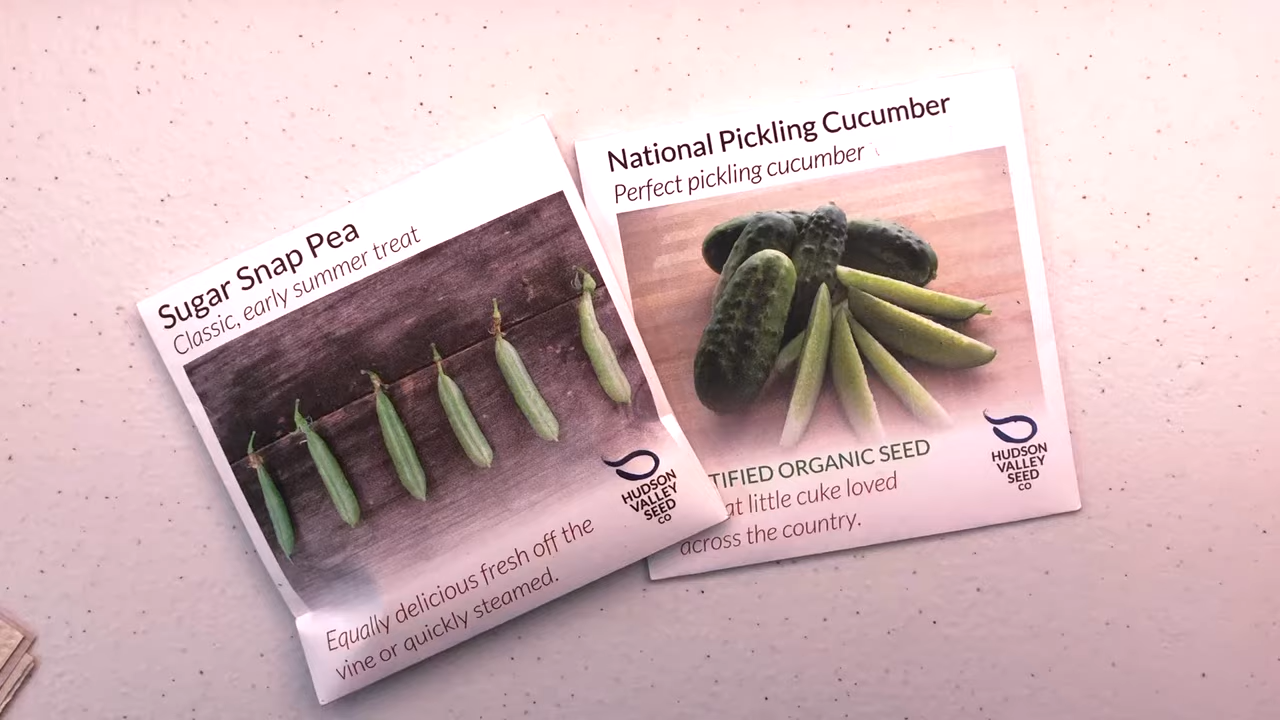 Sugar Snap Pea
Classic, early summer treat
HUDSON
VALLEY
SEED
CO
Equally delicious fresh off the
vine or quickly steamed.
National Pickling Cucumber
Perfect pickling cucumber
TIFIED ORGANIC SEED
at little cuke loved
across the country.
HUDSON
VALLEY
SEED
CO